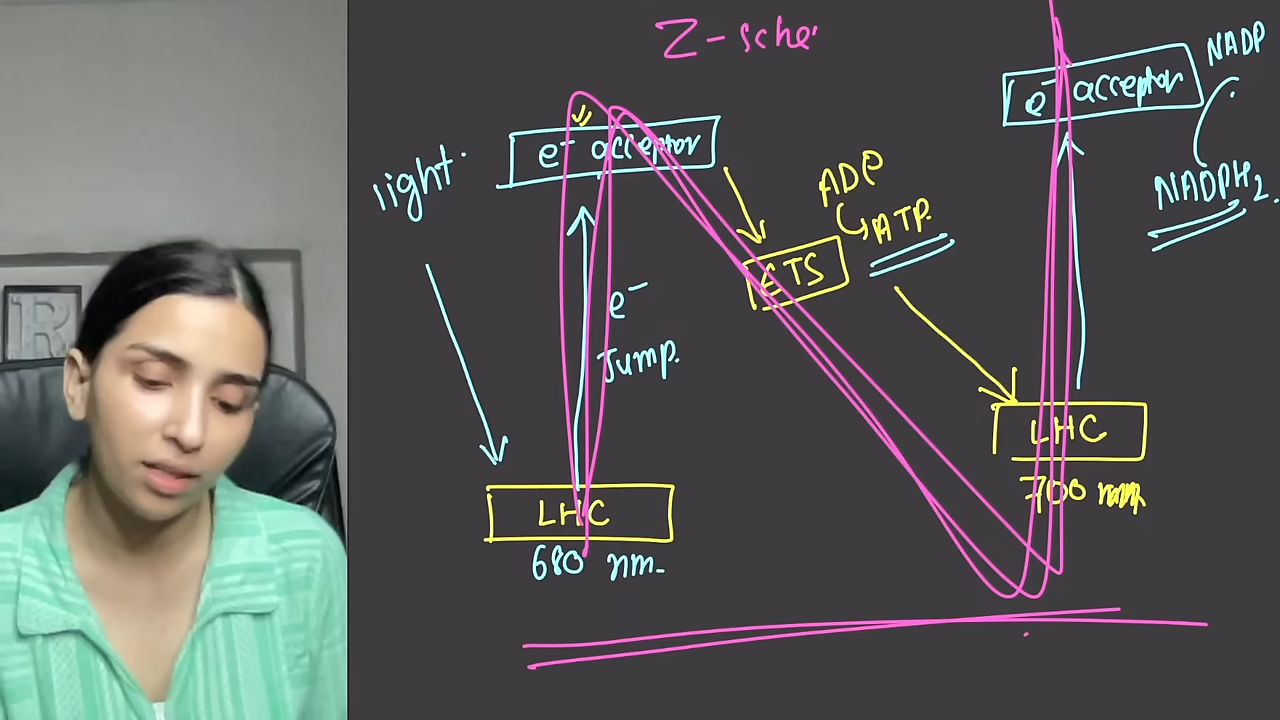 Z-sche
NADP
e⁻ acceptor
e⁻ acceptor
light
ADP
ATP.
NADPH2.
ETS
e⁻
Jump.
LHC
700 nm
LHC
680 nm
R